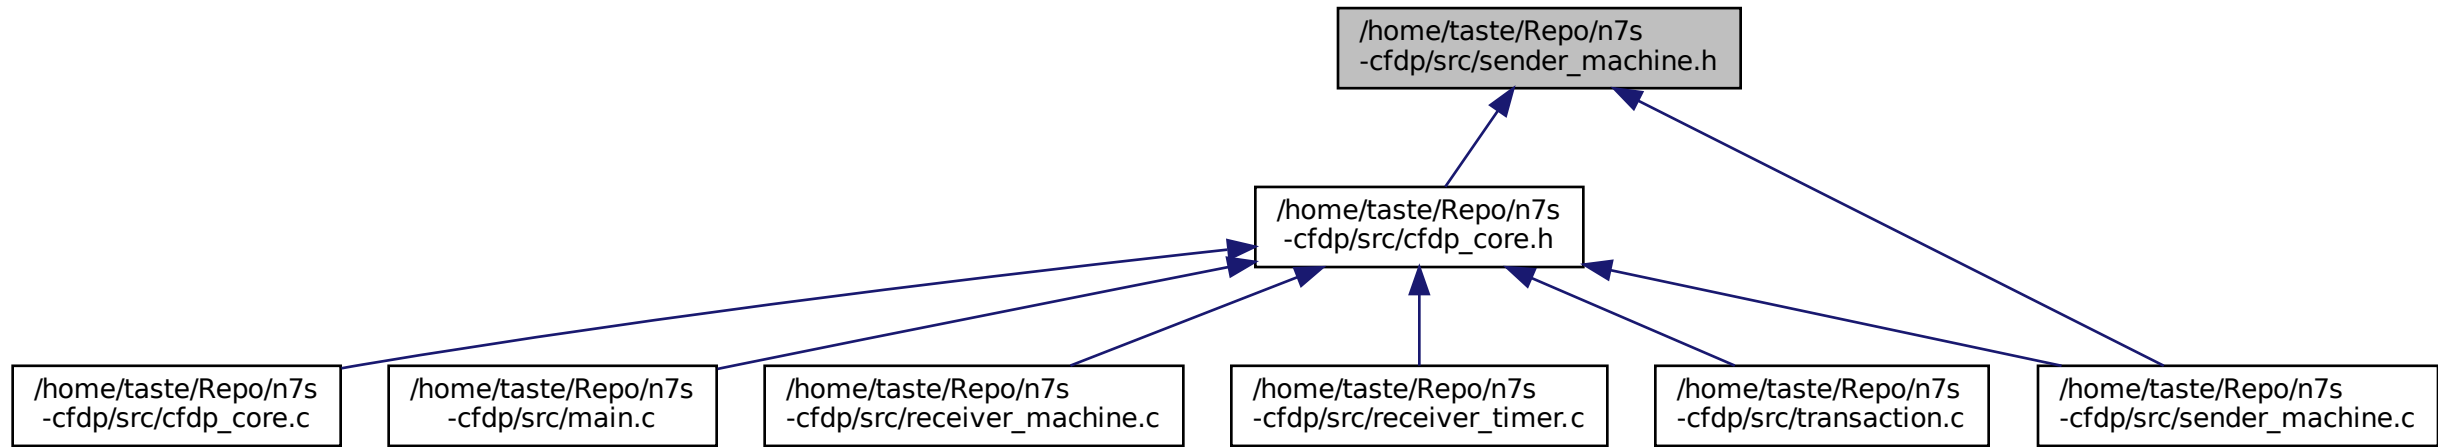 /home/taste/Repo/n7s
-cfdp/src/sender_machine.h
/home/taste/Repo/n7s
-cfdp/src/cfdp_core.h
/home/taste/Repo/n7s
-cfdp/src/cfdp_core.c
/home/taste/Repo/n7s
-cfdp/src/main.c
/home/taste/Repo/n7s
-cfdp/src/receiver_machine.c
/home/taste/Repo/n7s
-cfdp/src/receiver_timer.c
/home/taste/Repo/n7s
-cfdp/src/transaction.c
/home/taste/Repo/n7s
-cfdp/src/sender_machine.c